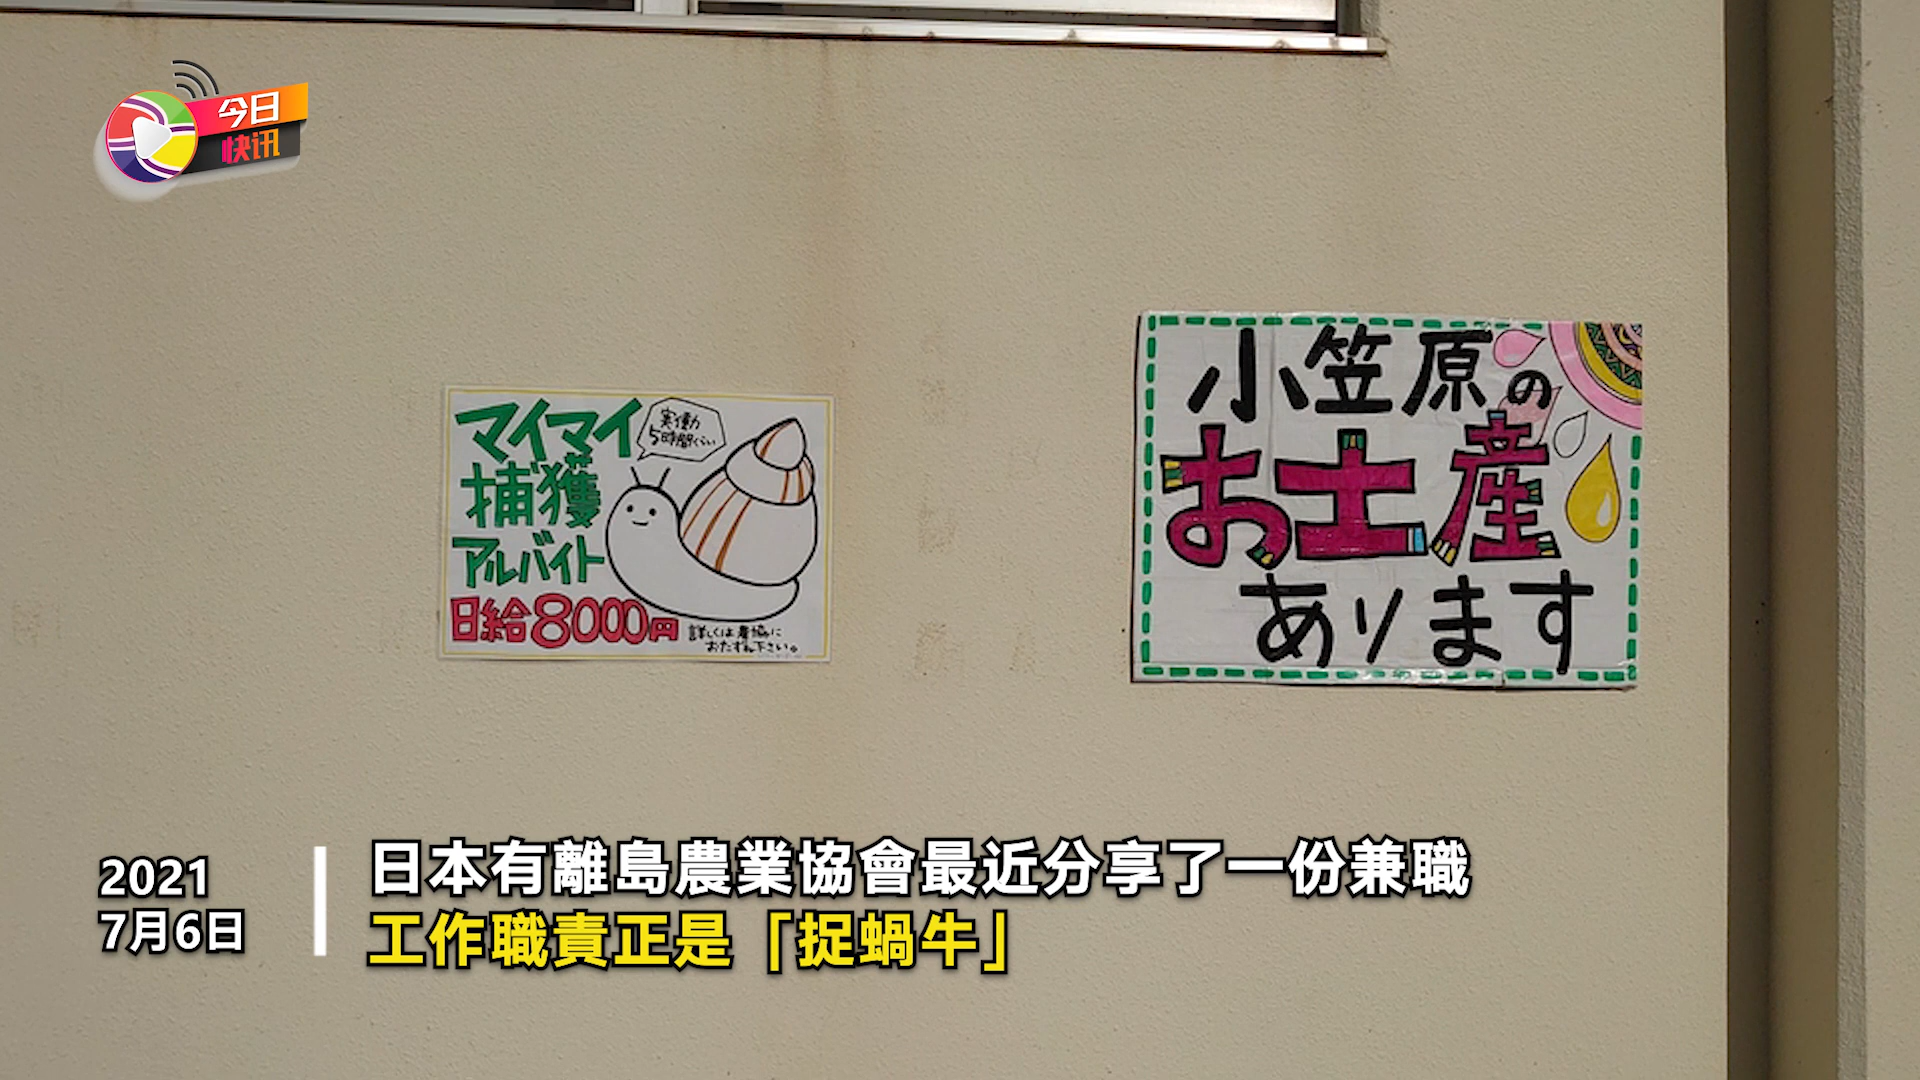 今日
快讯
マイマイ
捕獲
アルバイト
日給8000円
実働
5時間くらい
詳しくは農協に
おたずね下さい。
小笠原の
お土産
あります
2021
7月6日
日本有離島農業協會最近分享了一份兼職
工作職責正是「捉蝸牛」